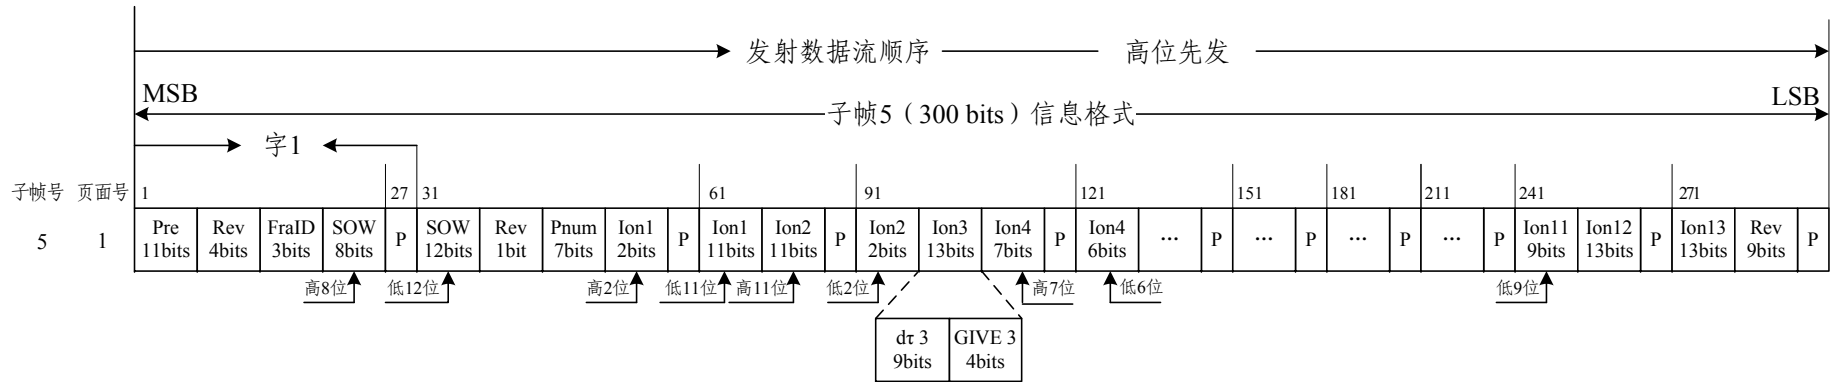 发射数据流顺序 高位先发
MSB LSB
子帧5（300 bits）信息格式
字1
子帧号 页面号 1 27 31 61 91 121 151 181 211 241 271
5 1 Pre 11bits Rev 4bits FraID 3bits SOW 8bits P SOW 12bits Rev 1bit Pnum 7bits Ion1 2bits P Ion1 11bits Ion2 11bits P Ion2 2bits Ion3 13bits Ion4 7bits P Ion4 6bits … P … P … P … P Ion11 9bits Ion12 13bits P Ion13 13bits Rev 9bits P
高8位 低12位 高2位 低11位 高11位 低2位 高7位 低6位 低9位
dτ 3 GIVE 3
9bits 4bits